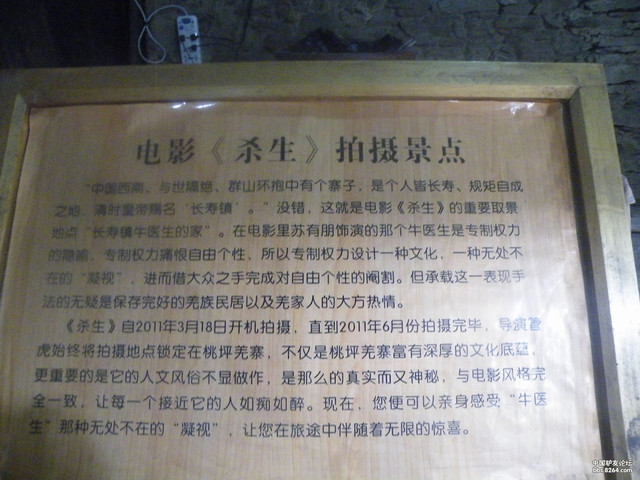 电影《杀生》拍摄景点
“中国西南、与世隔绝、群山环抱中有个寨子，是个人皆长寿、规矩自成
之地，清时皇帝赐名‘长寿镇’。”没错，这就是电影《杀生》的重要取景
地点“长寿镇牛医生的家”。在电影里苏有朋饰演的那个牛医生是专制权力
的隐喻，专制权力痛恨自由个性，所以专制权力设计一种文化，一种无处不
在的“凝视”，进而借大众之手完成对自由个性的阉割。但承载这一表现手
法的无疑是保存完好的羌族民居以及羌家人的大方热情。
《杀生》自2011年3月18日开机拍摄，直到2011年6月份拍摄完毕，导演管
虎始终将拍摄地点锁定在桃坪羌寨，不仅是桃坪羌寨富有深厚的文化底蕴，
更重要的是它的人文风俗不显做作，是那么的真实而又神秘，与电影风格完
全一致，让每一个接近它的人如痴如醉。现在，您便可以亲身感受“牛医
生”那种无处不在的“凝视”，让您在旅途中伴随着无限的惊喜。
中国驴友论坛
bbs.8264.com